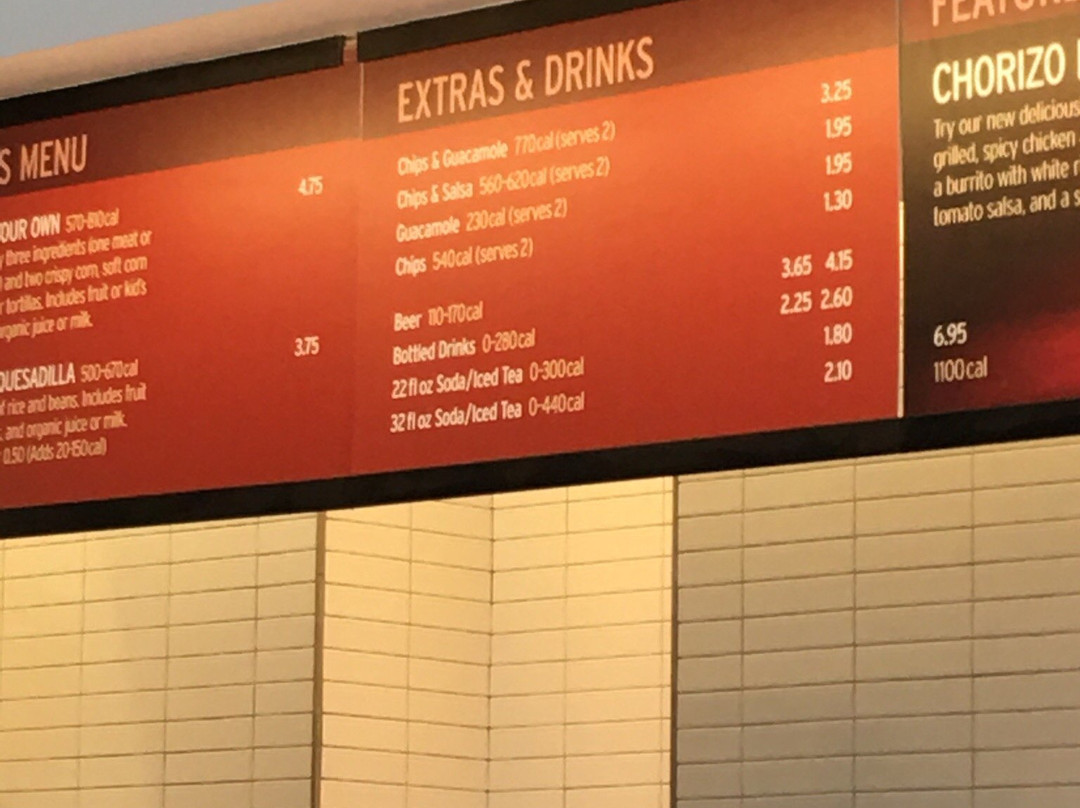 S MENU
4.75
YOUR OWN 570-810cal
three ingredients (one meat or
and two crispy corn, soft corn
tortillas. Includes fruit or kid's
organic juice or milk.
3.75
QUESADILLA 500-670cal
rice and beans. Includes fruit
and organic juice or milk.
0.50 (Adds 20-150cal)
EXTRAS & DRINKS
Chips & Guacamole 770cal (serves 2) 3.25
Chips & Salsa 560-620cal (serves 2) 1.95
Guacamole 230cal (serves 2) 1.95
Chips 540cal (serves 2) 1.30
Beer 110-170cal 3.65 4.15
Bottled Drinks 0-280cal 2.25 2.60
22 fl oz Soda/Iced Tea 0-300cal 1.80
32 fl oz Soda/Iced Tea 0-440cal 2.10
CHORIZO
Try our new delicious
grilled, spicy chicken
a burrito with white
tomato salsa, and a
6.95
1100cal